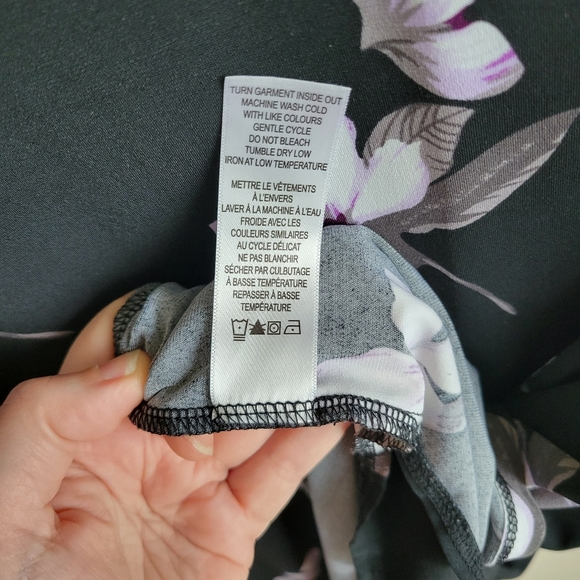 TURN GARMENT INSIDE OUT
MACHINE WASH COLD
WITH LIKE COLOURS
GENTLE CYCLE
DO NOT BLEACH
TUMBLE DRY LOW
IRON AT LOW TEMPERATURE
METTRE LE VÊTEMENTS
À L'ENVERS
LAVER À LA MACHINE À L'EAU
FROIDE AVEC LES
COULEURS SIMILAIRES
AU CYCLE DÉLICAT
NE PAS BLANCHIR
SÉCHER PAR CULBUTAGE
À BASSE TEMPÉRATURE
REPASSER À BASSE
TEMPÉRATURE